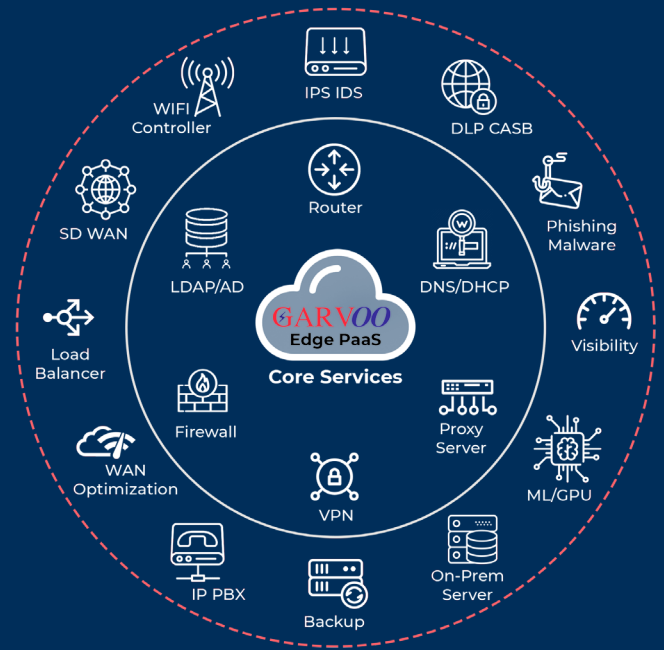 IPS IDS
WIFI
Controller
DLP CASB
Router
Phishing
Malware
SD WAN
LDAP/AD
W
DNS/DHCP
GARVOO
Edge PaaS
Core Services
Load
Balancer
Visibility
Firewall
Proxy
Server
WAN
Optimization
ML/GPU
VPN
IP PBX
On-Prem
Server
Backup